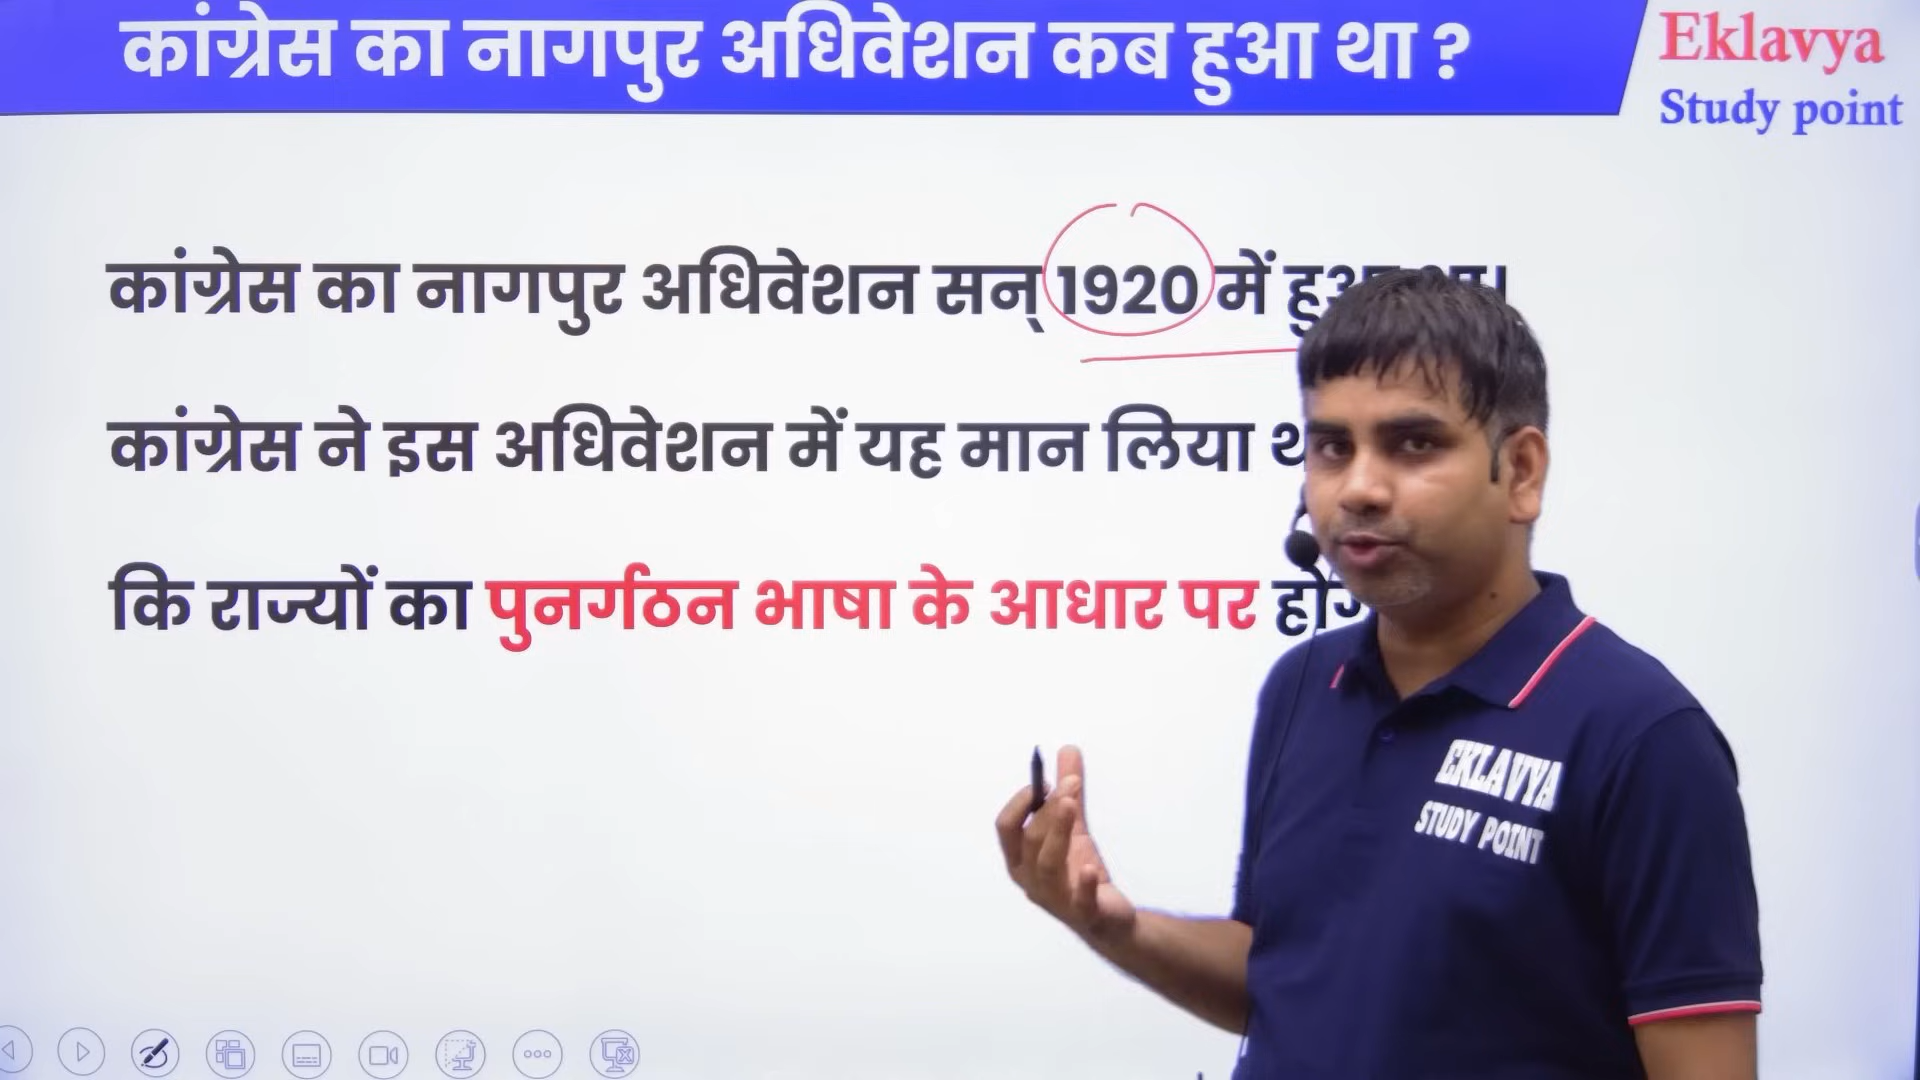 कांग्रेस का नागपुर अधिवेशन कब हुआ था ?
Eklavya
Study point
कांग्रेस का नागपुर अधिवेशन सन् 1920 में
कांग्रेस ने इस अधिवेशन में यह मान लिया
कि राज्यों का पुनर्गठन भाषा के आधार पर
EKLAVYA
STUDY POINT